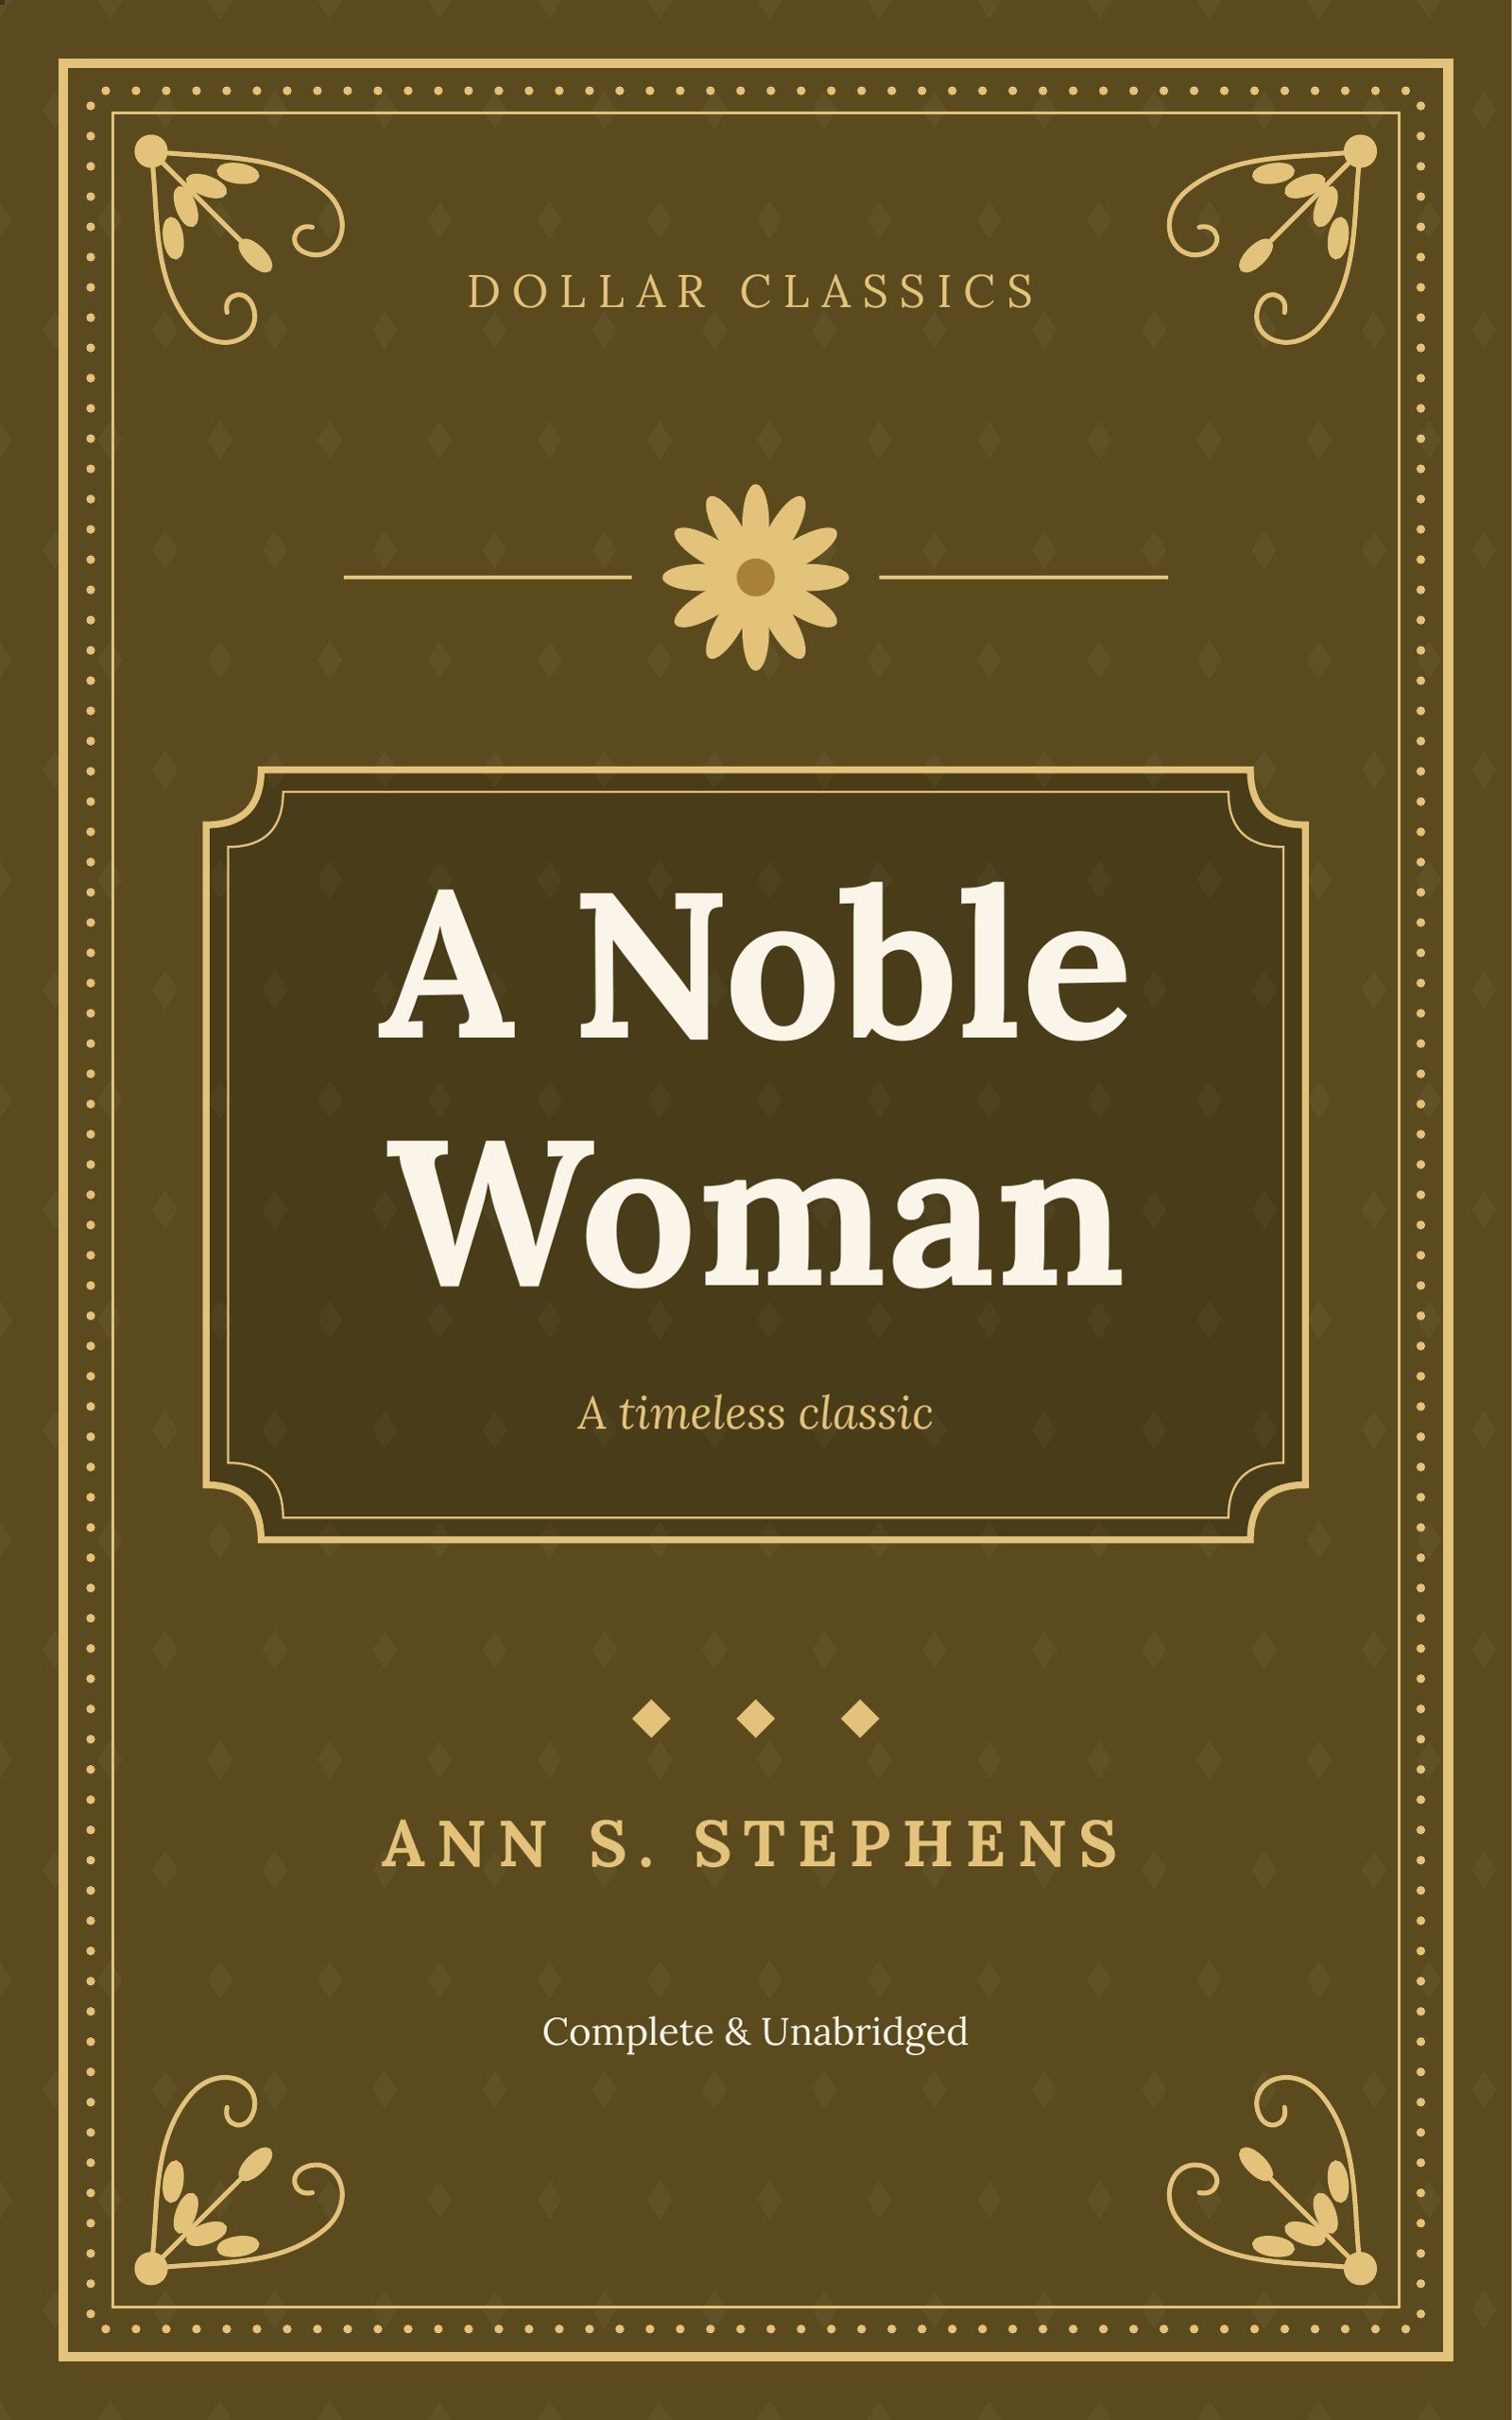 DOLLAR CLASSICS
A Noble
Woman
A timeless classic
ANN S. STEPHENS
Complete & Unabridged